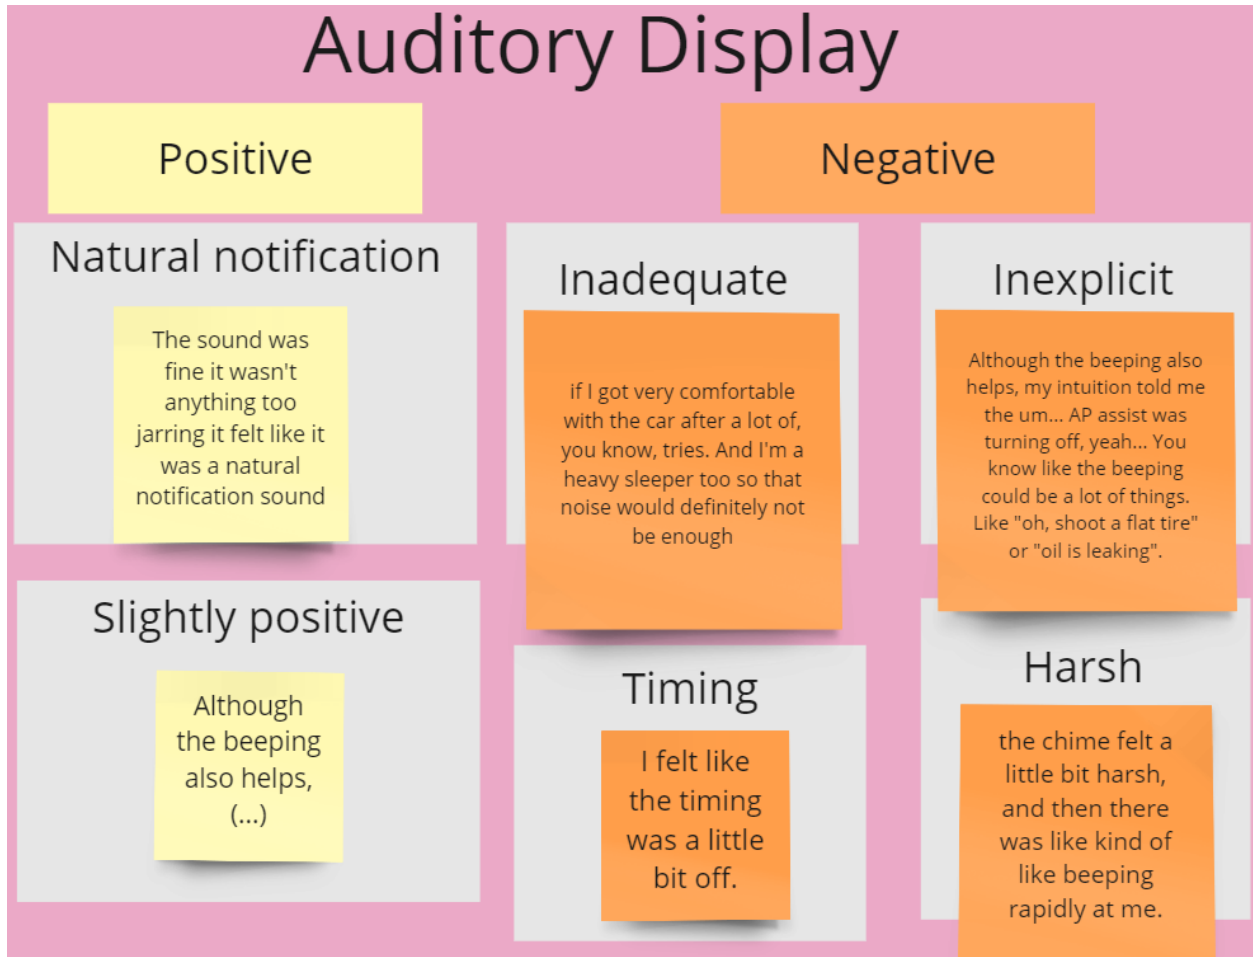 Auditory Display
Positive
Natural notification
The sound was
fine it wasn't
anything too
jarring it felt like it
was a natural
notification sound
Slightly positive
Although
the beeping
also helps,
(...)
Negative
Inadequate
if I got very comfortable
with the car after a lot of,
you know, tries. And I'm a
heavy sleeper too so that
noise would definitely not
be enough
Inexplicit
Although the beeping also
helps, my intuition told me
the um... AP assist was
turning off, yeah... You
know like the beeping
could be a lot of things.
Like "oh, shoot a flat tire"
or "oil is leaking".
Timing
I felt like
the timing
was a little
bit off.
Harsh
the chime felt a
little bit harsh,
and then there
was like kind of
like beeping
rapidly at me.